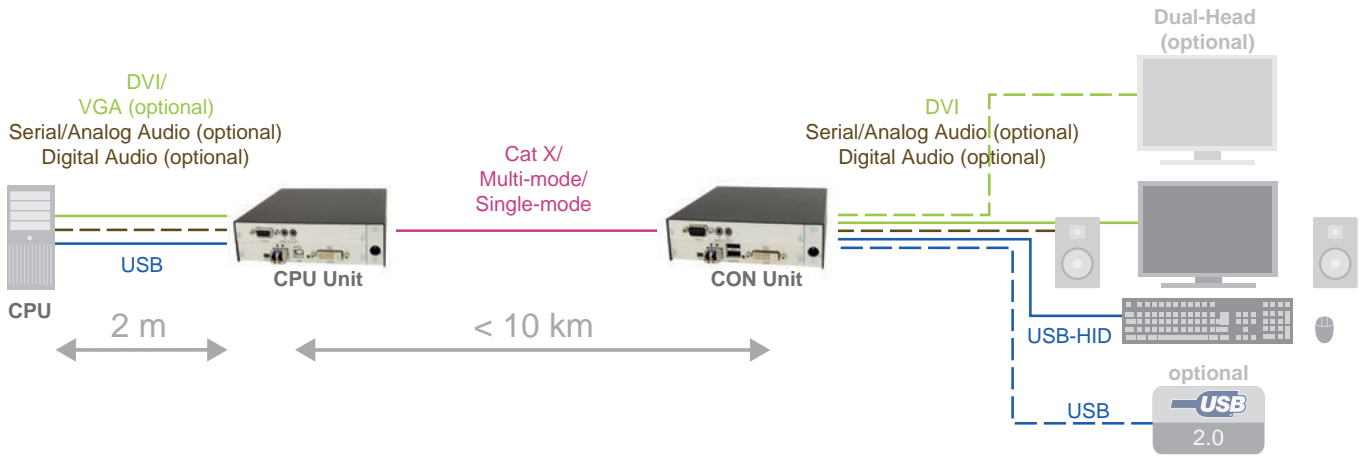 Dual-Head
(optional)
DVI/
VGA (optional)
Serial/Analog Audio (optional)
Digital Audio (optional)
DVI
Serial/Analog Audio (optional)
Digital Audio (optional)
Cat X/
Multi-mode/
Single-mode
USB
CPU Unit
CON Unit
CPU
2 m
< 10 km
USB-HID
optional
USB
USB
2.0